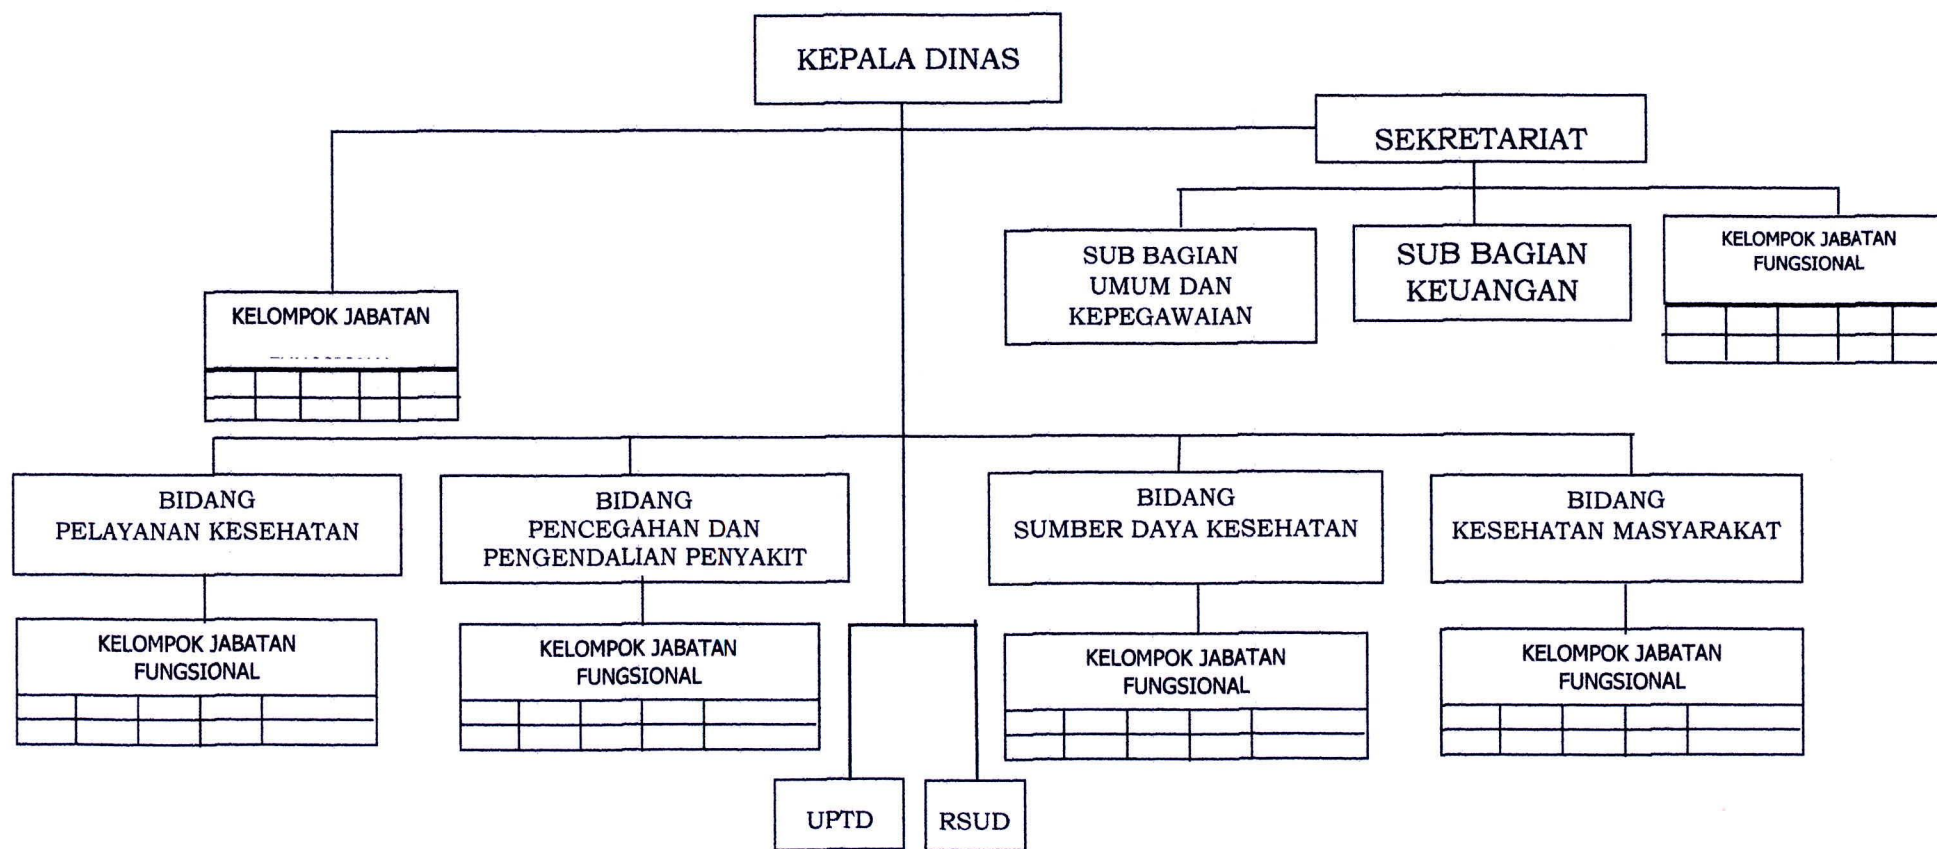 KEPALA DINAS
SEKRETARIAT
SUB BAGIAN
UMUM DAN
KEPEGAWAIAN
SUB BAGIAN
KEUANGAN
KELOMPOK JABATAN
FUNGSIONAL
KELOMPOK JABATAN
BIDANG
PELAYANAN KESEHATAN
BIDANG
PENCEGAHAN DAN
PENGENDALIAN PENYAKIT
BIDANG
SUMBER DAYA KESEHATAN
BIDANG
KESEHATAN MASYARAKAT
KELOMPOK JABATAN
FUNGSIONAL
KELOMPOK JABATAN
FUNGSIONAL
KELOMPOK JABATAN
FUNGSIONAL
KELOMPOK JABATAN
FUNGSIONAL
UPTD
RSUD